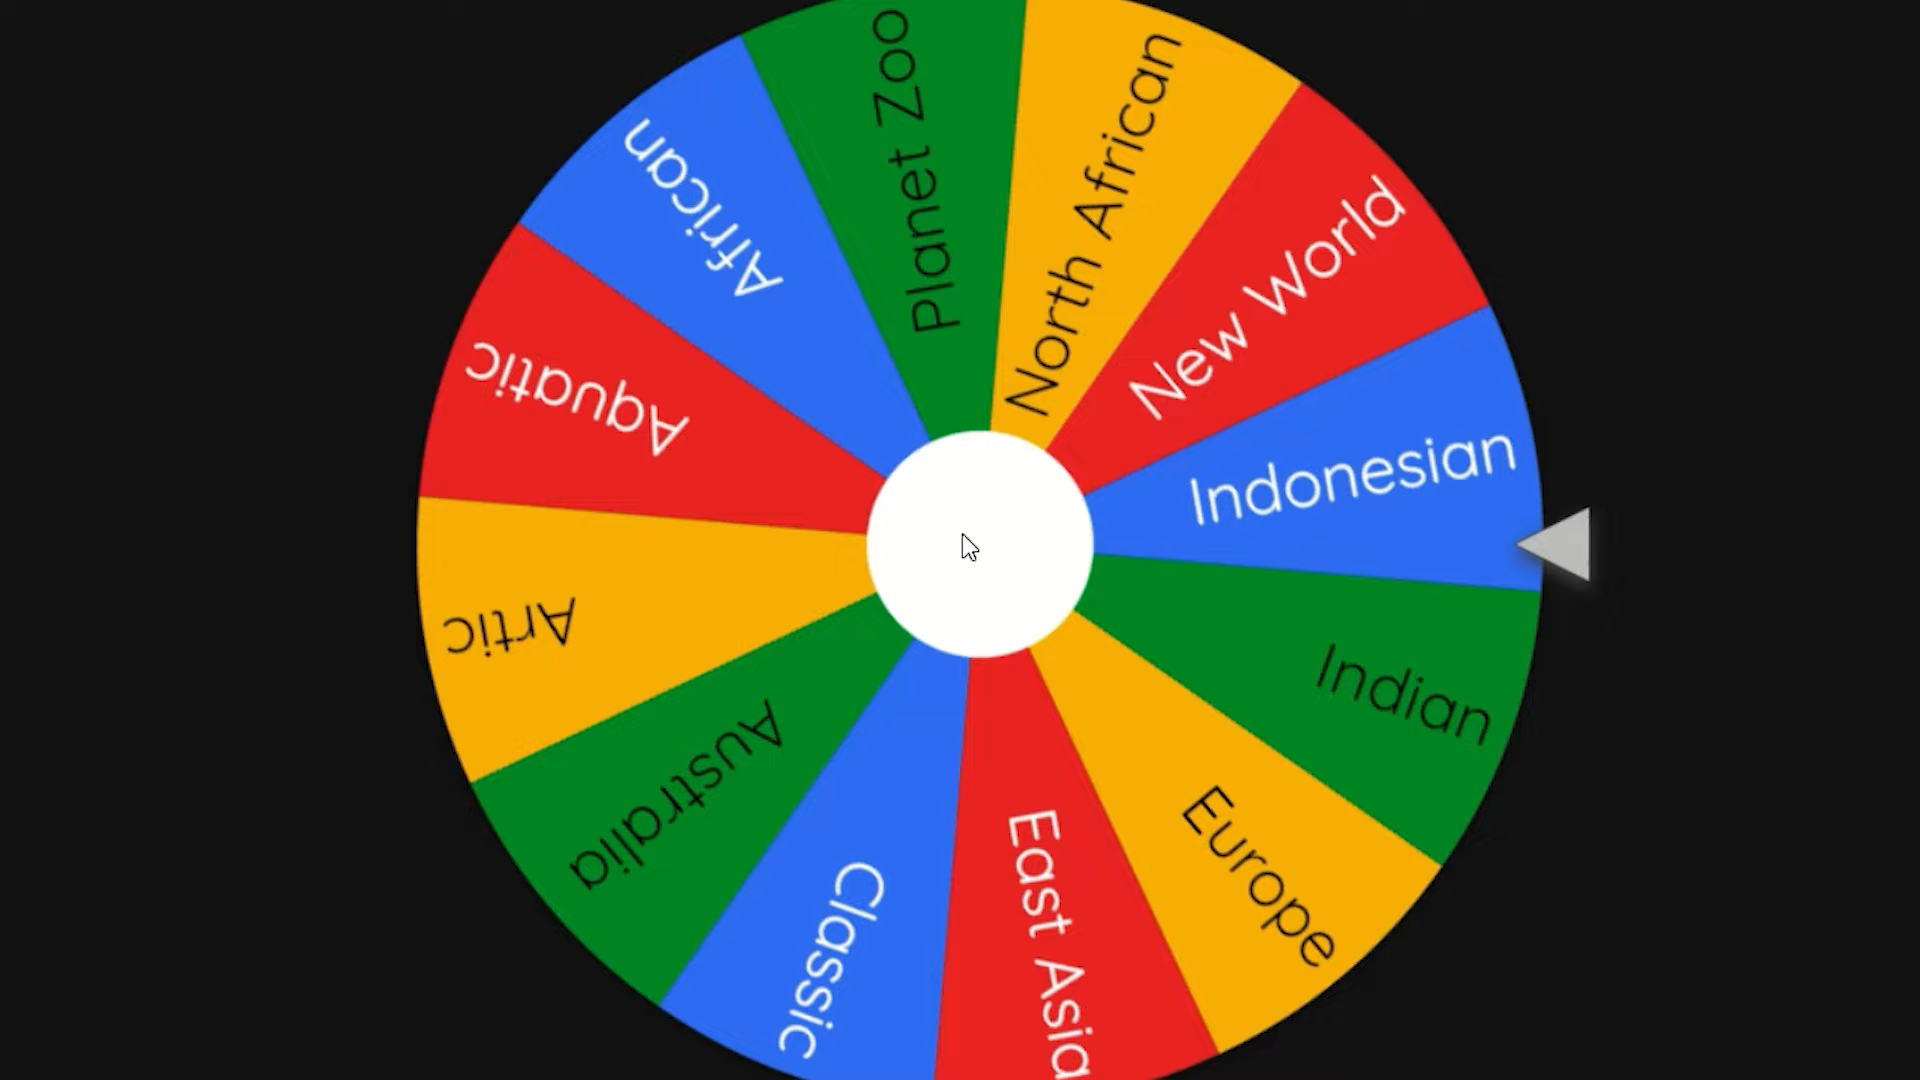 Planet Zoo
North African
New World
Indonesian
Indian
Europe
East Asia
Classic
Australia
Artic
Aquatic
African